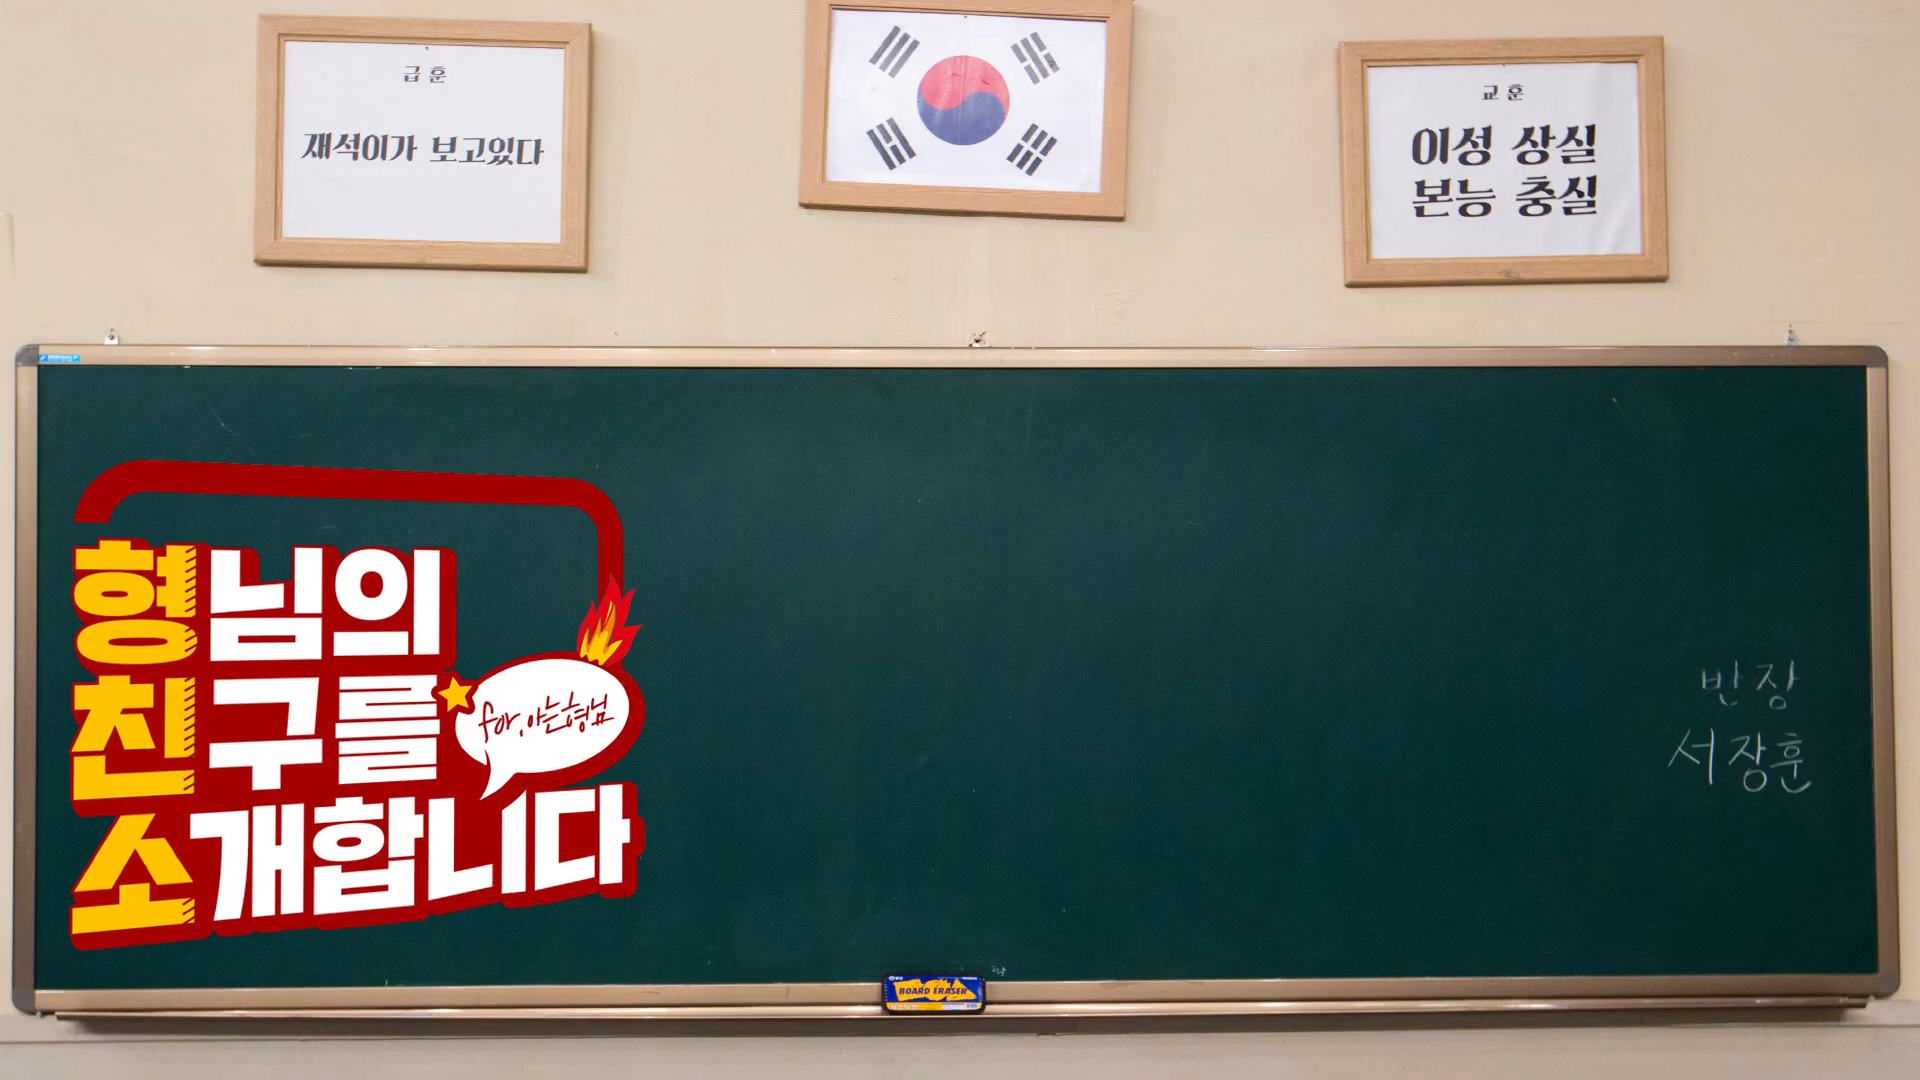 급훈
재석이가 보고있다
교훈
이성 상실
본능 충실
형님의
친구를
for. 아는형님
소개합니다
반장
서장훈
BOARD ERASER